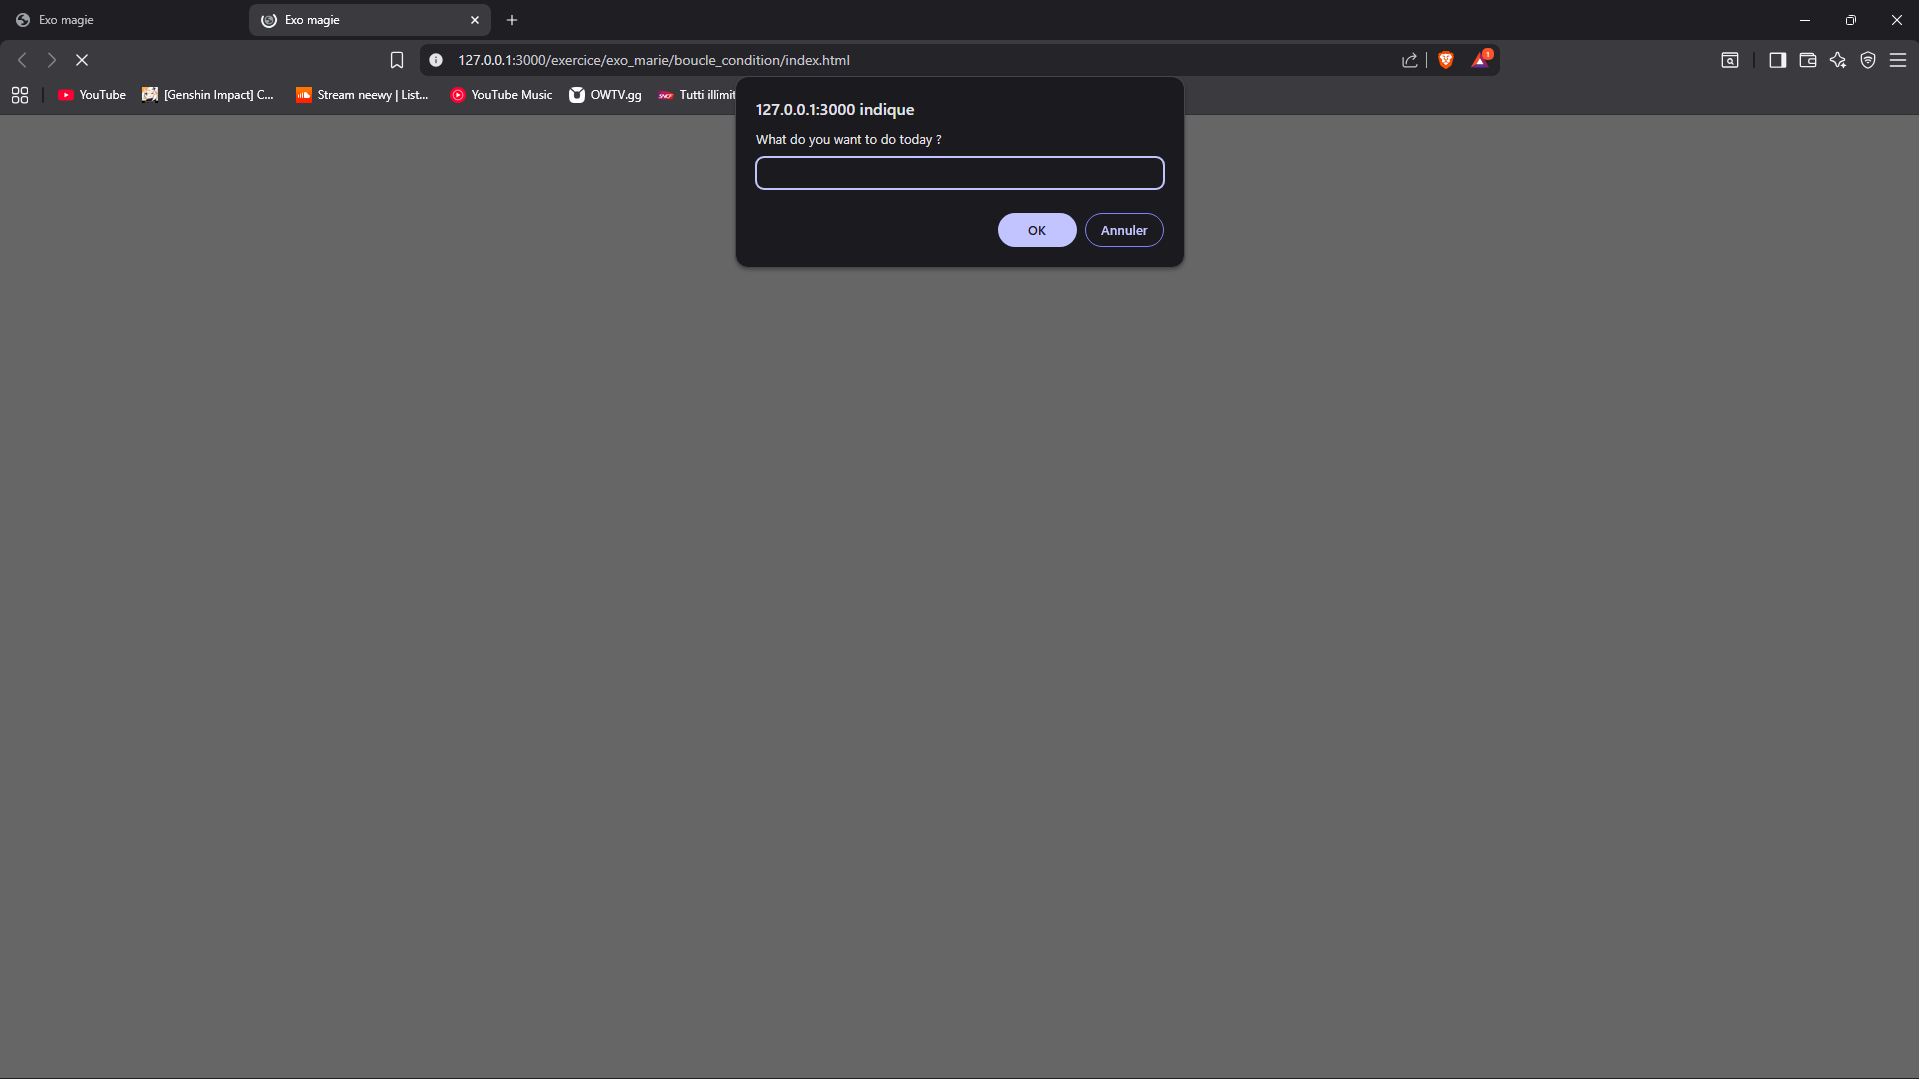 Exo magie
Exo magie
127.0.0.1:3000/exercice/exo_marie/boucle_condition/index.html
1
YouTube
[Genshin Impact] C...
Stream neewy | List...
YouTube Music
OWTV.gg
SNCF
Tutti illimit
127.0.0.1:3000 indique
What do you want to do today ?
OK
Annuler